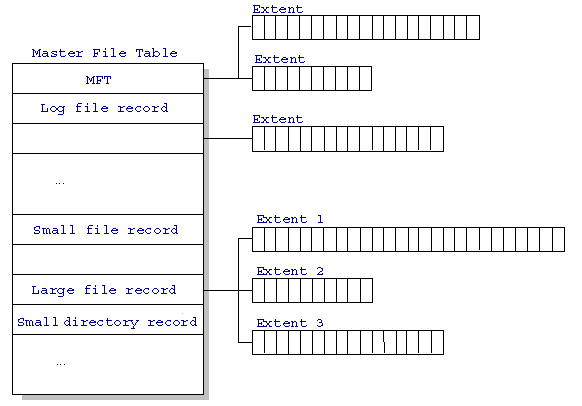 Extent
Master File Table
Extent
MFT
Log file record
Extent
...
Small file record
Extent 1
Extent 2
Large file record
Small directory record
Extent 3
...